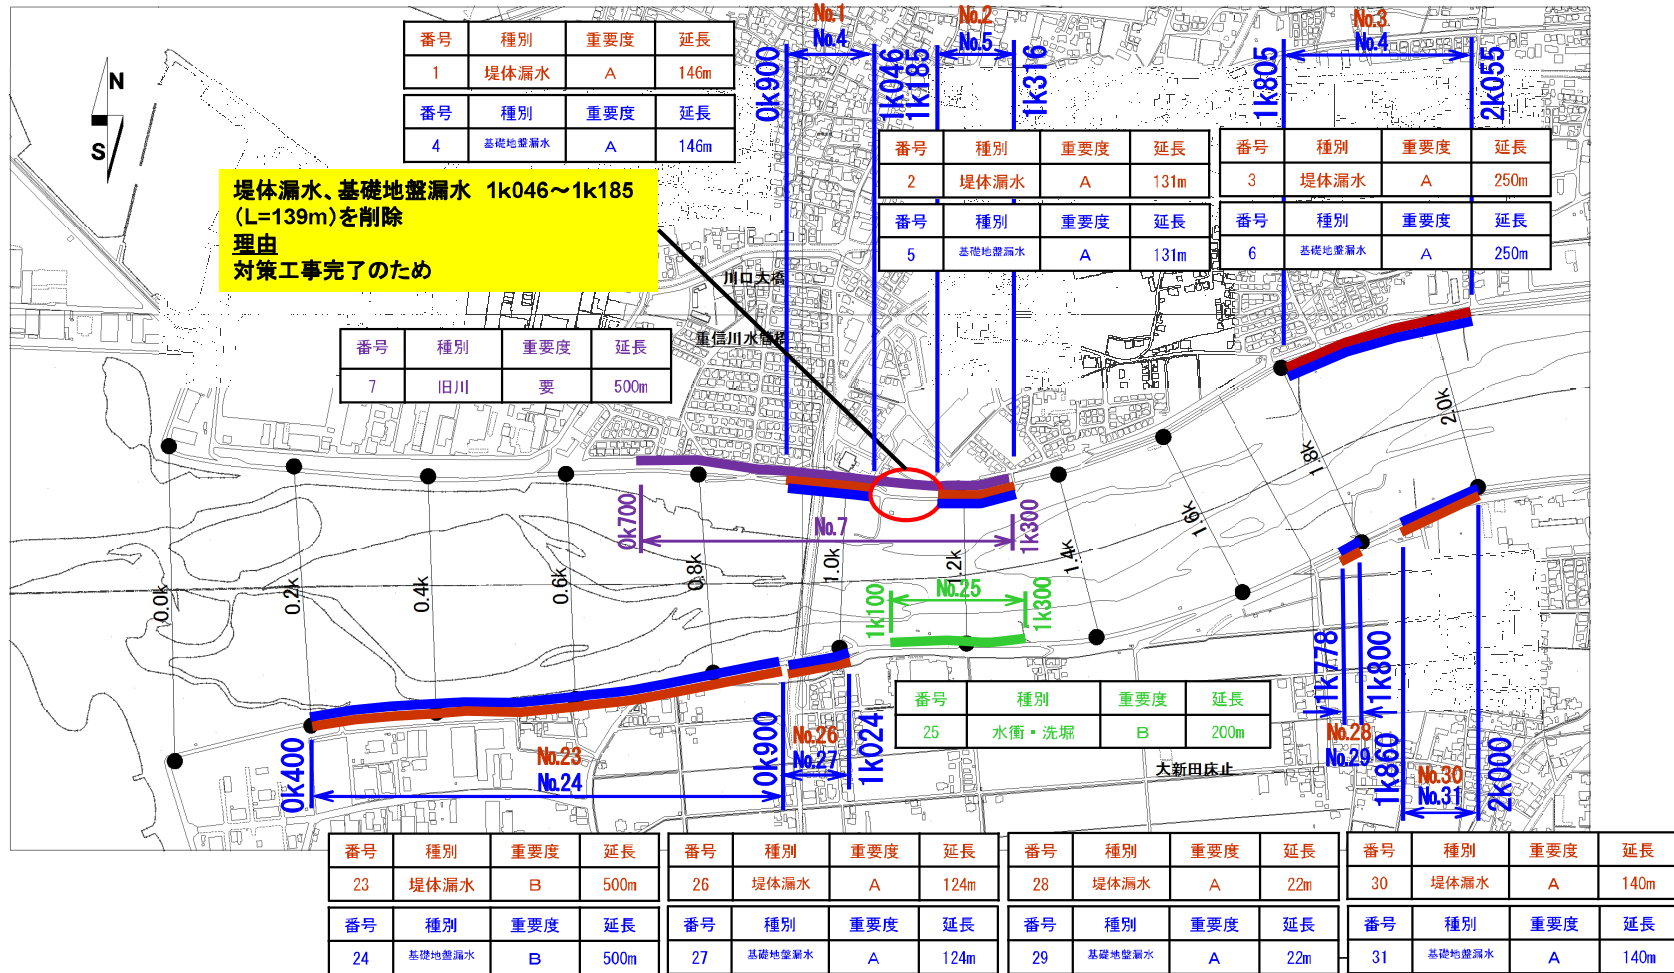 番号 種別 重要度 延長
1 堤体漏水 A 146m
番号 種別 重要度 延長
4 基礎地盤漏水 A 146m
No.1
No.4
No.2
No.5
No.3
No.4
0k900
1k046
1k185
1k316
1k805
2k055
N
S
番号 種別 重要度 延長
2 堤体漏水 A 131m
番号 種別 重要度 延長
5 基礎地盤漏水 A 131m
番号 種別 重要度 延長
3 堤体漏水 A 250m
番号 種別 重要度 延長
6 基礎地盤漏水 A 250m
堤体漏水、基礎地盤漏水 1k046～1k185
（L=139m）を削除
理由
対策工事完了のため
川口大橋
重信川水管橋
番号 種別 重要度 延長
7 旧川 要 500m
0k700
No.7
1k300
0.0k
0.2k
0.4k
0.6k
0.8k
1.0k
1.2k
1.4k
1.6k
1.8k
2.0k
1k100
No.25
1k300
番号 種別 重要度 延長
25 水衝・洗堀 B 200m
大新田床止
0k400
No.23
No.24
0k900
No.26
No.27
1k024
1k778
1k800
No.28
No.29
1k860
No.30
No.31
2k000
番号 種別 重要度 延長
23 堤体漏水 B 500m
番号 種別 重要度 延長
24 基礎地盤漏水 B 500m
番号 種別 重要度 延長
26 堤体漏水 A 124m
番号 種別 重要度 延長
27 基礎地盤漏水 A 124m
番号 種別 重要度 延長
28 堤体漏水 A 22m
番号 種別 重要度 延長
29 基礎地盤漏水 A 22m
番号 種別 重要度 延長
30 堤体漏水 A 140m
番号 種別 重要度 延長
31 基礎地盤漏水 A 140m